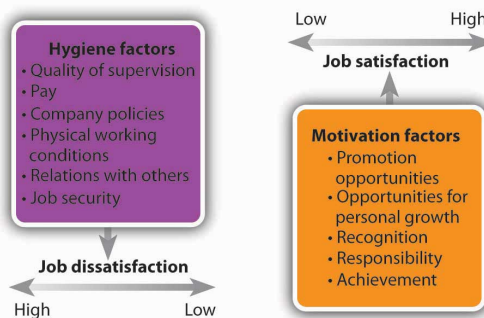 Hygiene factors
• Quality of supervision
• Pay
• Company policies
• Physical working
conditions
• Relations with others
• Job security
Job dissatisfaction
High Low
Low High
Job satisfaction
Motivation factors
• Promotion
opportunities
• Opportunities for
personal growth
• Recognition
• Responsibility
• Achievement